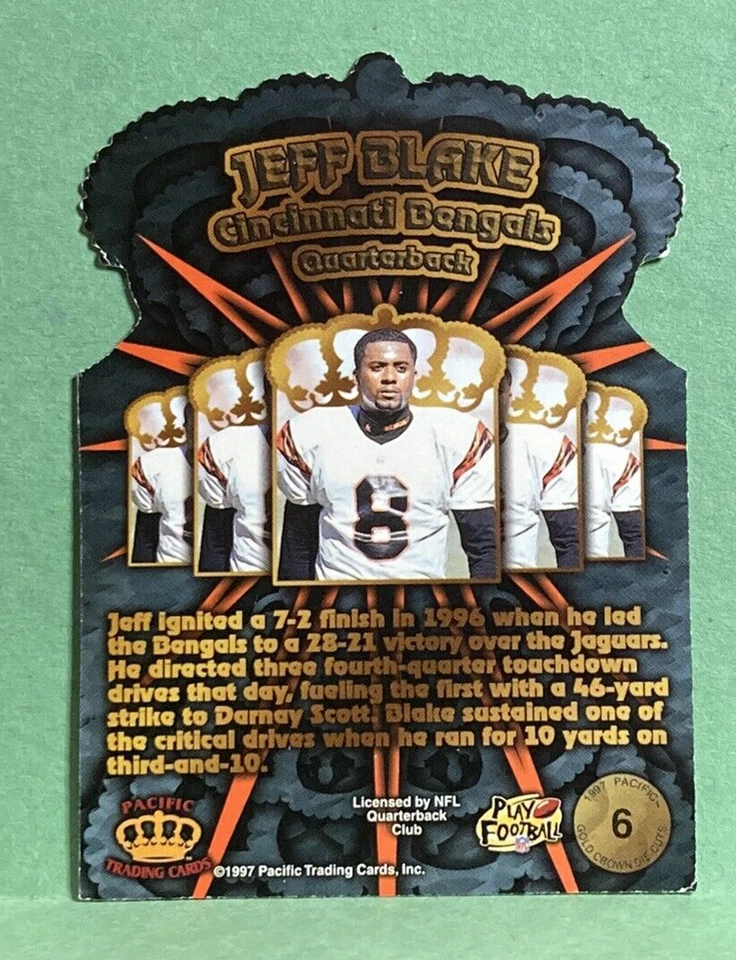 JEFF BLAKE
Cincinnati Bengals
Quarterback
8
Jeff ignited a 7-2 finish in 1996 when he led
the Bengals to a 28-21 victory over the Jaguars.
He directed three fourth-quarter touchdown
drives that day, fueling the first with a 46-yard
strike to Darnay Scott. Blake sustained one of
the critical drives when he ran for 10 yards on
third-and-10.
PACIFIC
TRADING CARDS
©1997 Pacific Trading Cards, Inc.
Licensed by NFL
Quarterback
Club
PLAY
FOOTBALL
1997 PACIFIC™
6
GOLD CROWN DIE CUTS